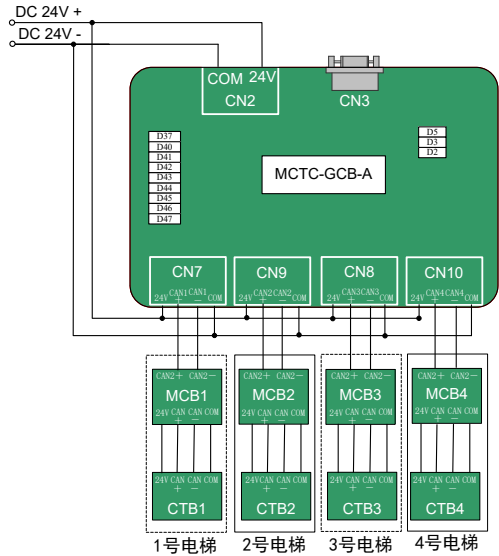 DC 24V +
DC 24V -
COM 24V
CN2
CN3
D37
D40
D41
D42
D43
D44
D45
D46
D47
D5
D3
D2
MCTC-GCB-A
CN7 CN9 CN8 CN10
24V CAN1 + CAN1 − COM 24V CAN2 + CAN2 − COM 24V CAN3 + CAN3 − COM 24V CAN4 + CAN4 − COM
CAN2+ CAN2− CAN2+ CAN2− CAN2+ CAN2− CAN2+ CAN2−
MCB1 MCB2 MCB3 MCB4
24V CAN + CAN − COM 24V CAN + CAN − COM 24V CAN + CAN − COM 24V CAN + CAN − COM
24V CAN + CAN − COM 24V CAN + CAN − COM 24V CAN + CAN − COM 24V CAN + CAN − COM
CTB1 CTB2 CTB3 CTB4
1号电梯 2号电梯 3号电梯 4号电梯